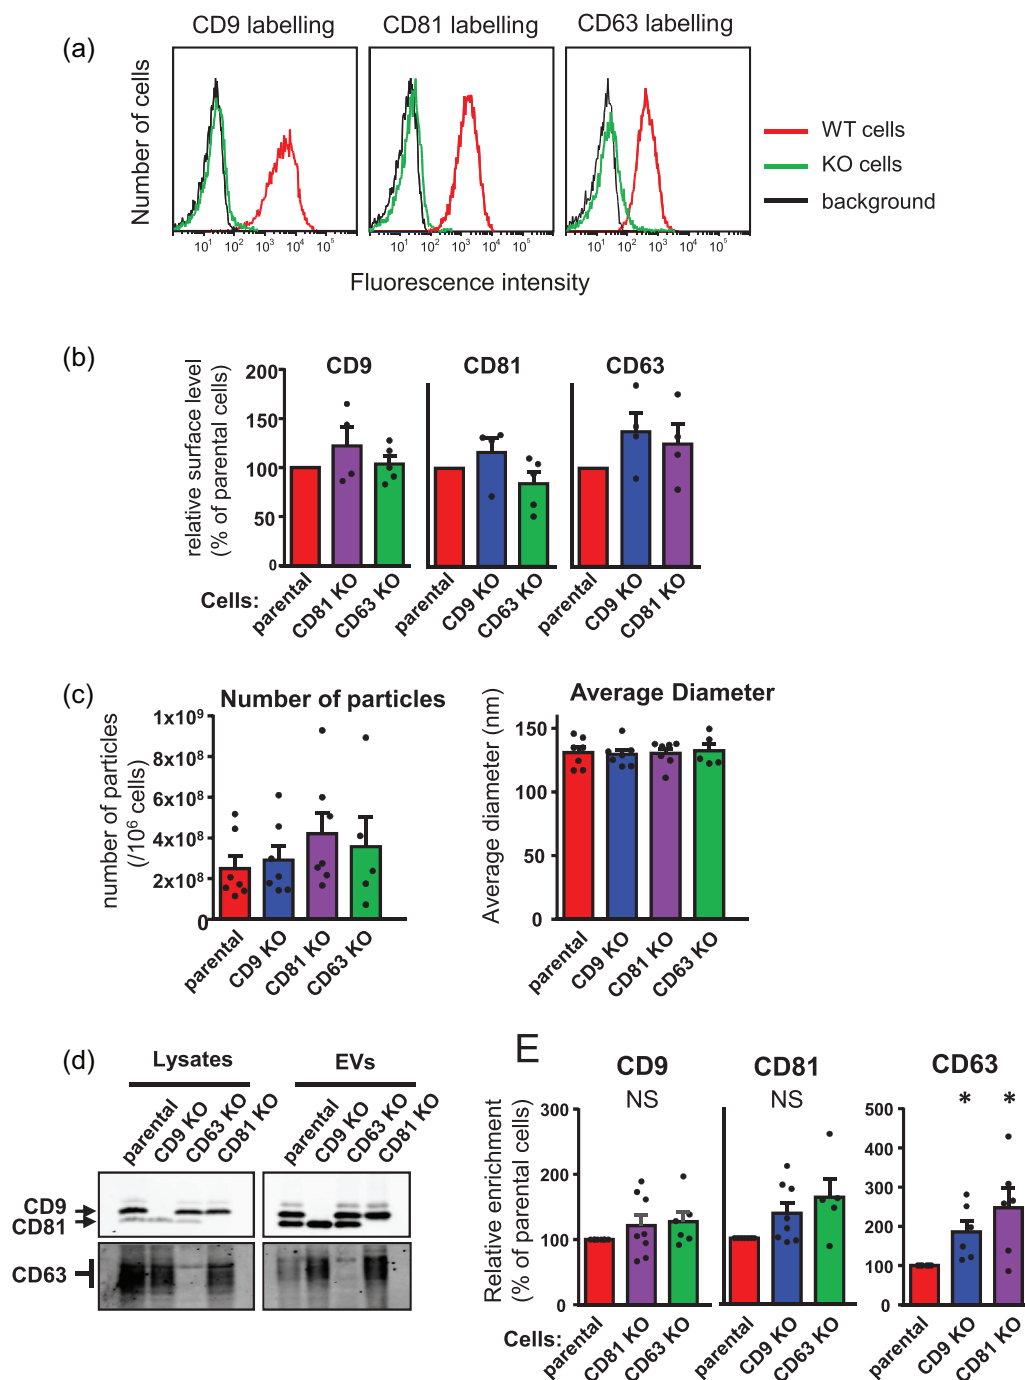 (a)
CD9 labelling
CD81 labelling
CD63 labelling
Number of cells
10¹ 10² 10³ 10⁴ 10⁵
10¹ 10² 10³ 10⁴ 10⁵
10¹ 10² 10³ 10⁴ 10⁵
Fluorescence intensity
WT cells
KO cells
background
(b)
CD9
CD81
CD63
relative surface level
(% of parental cells)
200
150
100
50
0
Cells:
parental
CD81 KO
CD63 KO
parental
CD9 KO
CD63 KO
parental
CD9 KO
CD81 KO
(c)
Number of particles
number of particles
(/10⁶ cells)
1x10⁹
8x10⁸
6x10⁸
4x10⁸
2x10⁸
0
parental
CD9 KO
CD81 KO
CD63 KO
Average Diameter
Average diameter (nm)
150
100
50
0
parental
CD9 KO
CD81 KO
CD63 KO
(d)
Lysates
EVs
parental
CD9 KO
CD63 KO
CD81 KO
parental
CD9 KO
CD63 KO
CD81 KO
CD9
CD81
CD63
E
CD9
CD81
CD63
NS
NS
*
*
Relative enrichment
(% of parental cells)
300
200
100
0
500
400
300
200
100
0
Cells:
parental
CD81 KO
CD63 KO
parental
CD9 KO
CD63 KO
parental
CD9 KO
CD81 KO